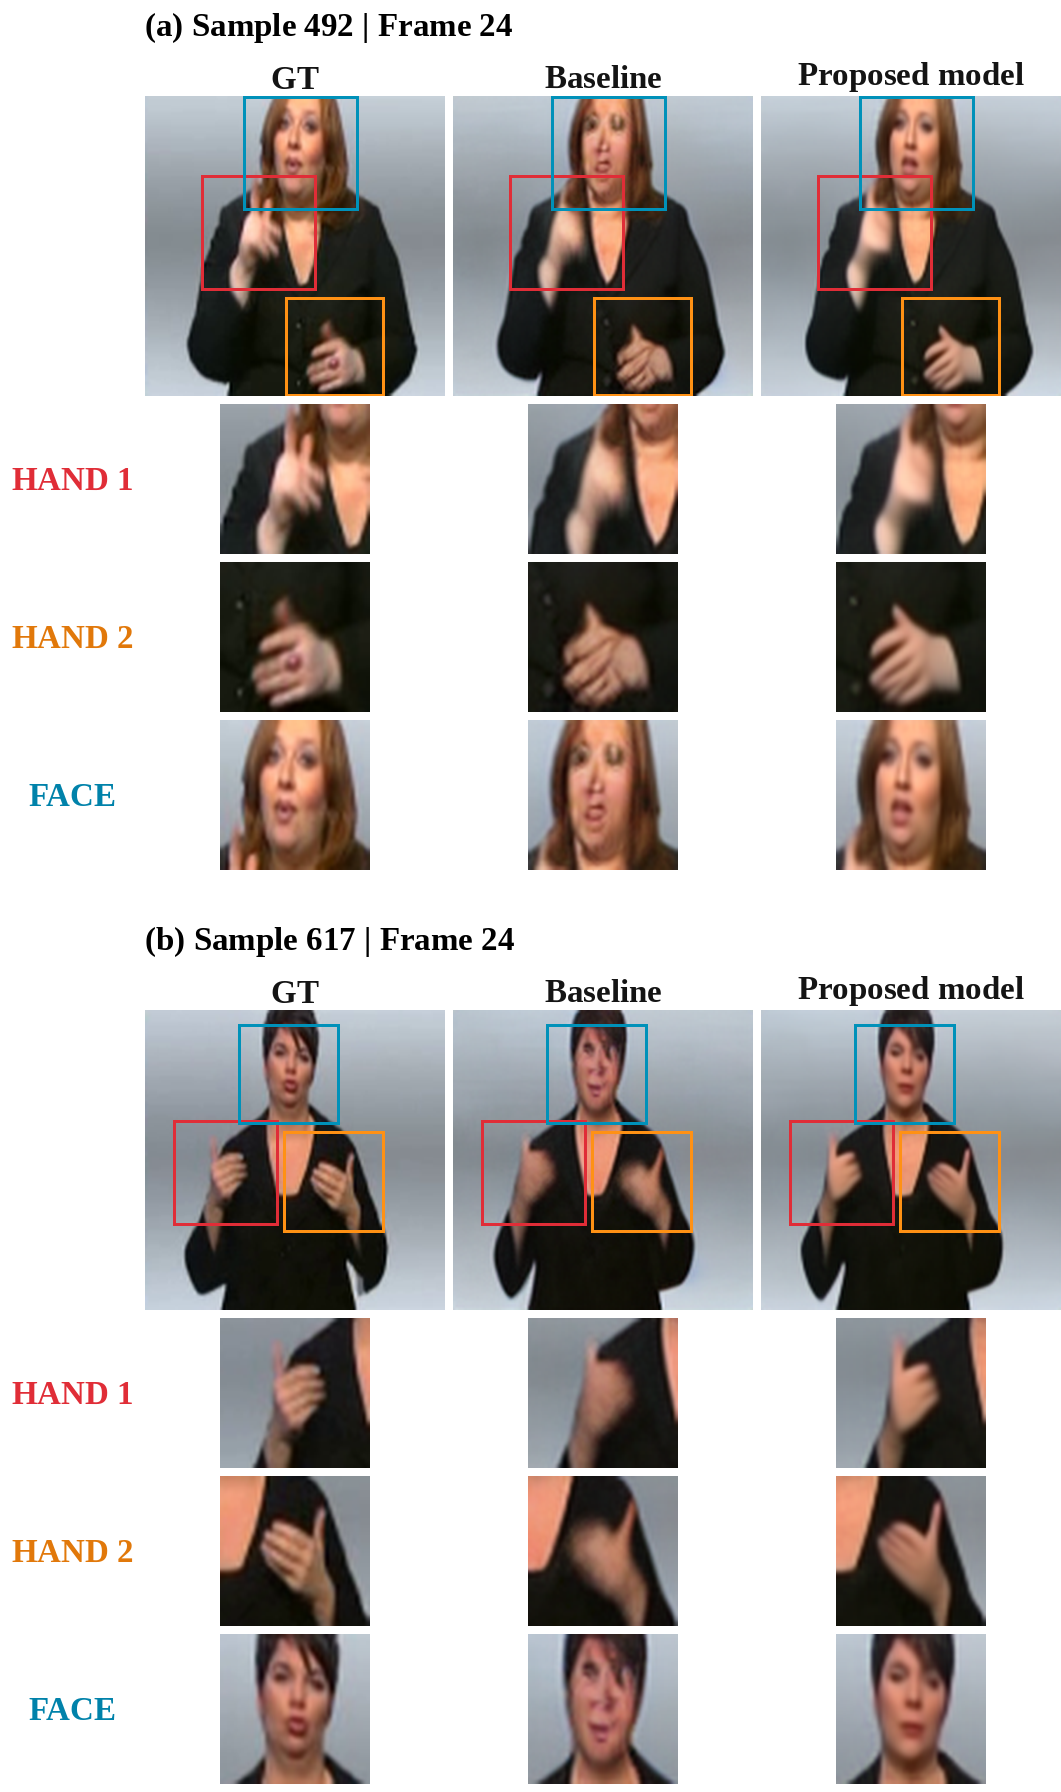 (a) Sample 492 | Frame 24
GT Baseline Proposed model
HAND 1
HAND 2
FACE
(b) Sample 617 | Frame 24
GT Baseline Proposed model
HAND 1
HAND 2
FACE